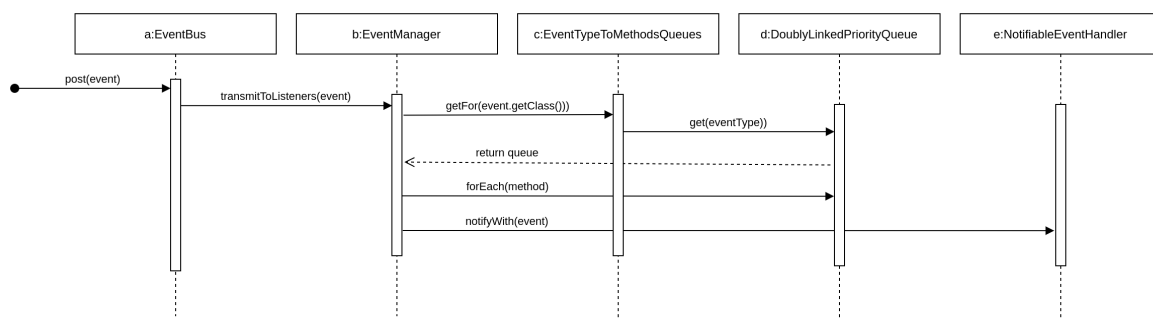 a:EventBus
b:EventManager
c:EventTypeToMethodsQueues
d:DoublyLinkedPriorityQueue
e:NotifiableEventHandler
post(event)
transmitToListeners(event)
getFor(event.getClass()))
get(eventType))
return queue
forEach(method)
notifyWith(event)